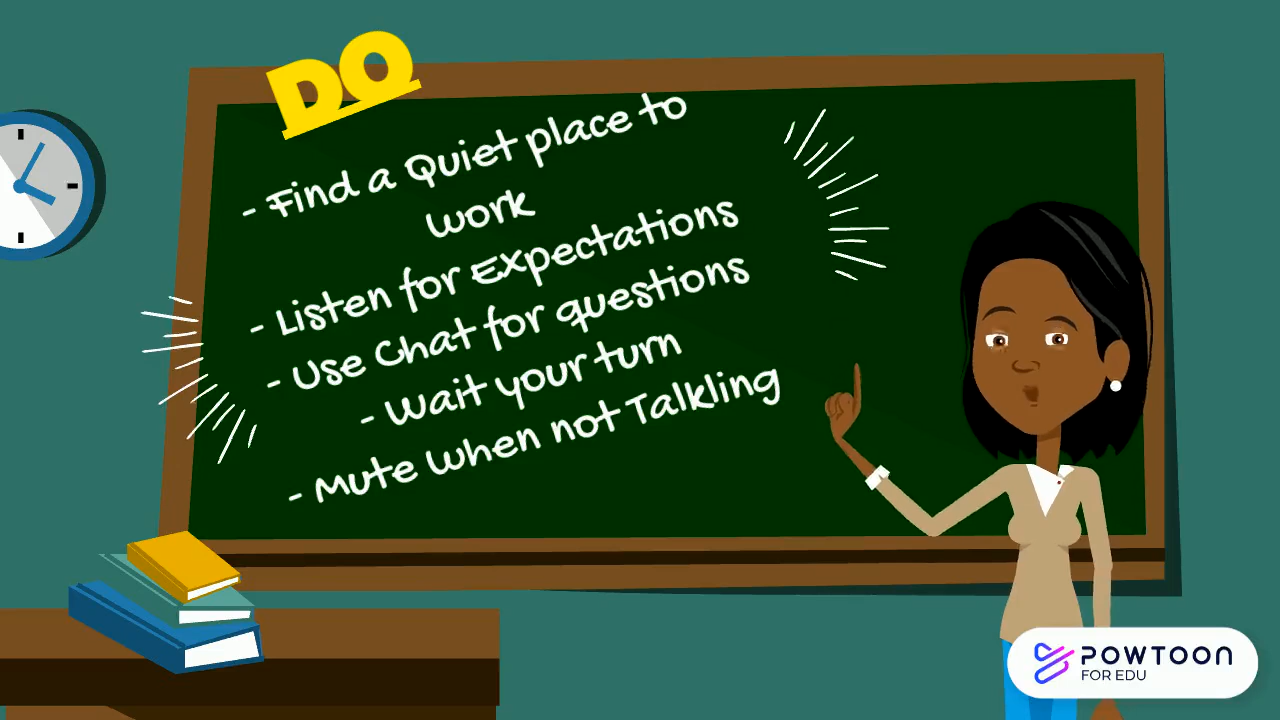 DO
- Find a Quiet place to
work
- Listen for Expectations
- Use Chat for questions
- Wait your turn
- Mute when not Talkling
POWTOON
FOR EDU